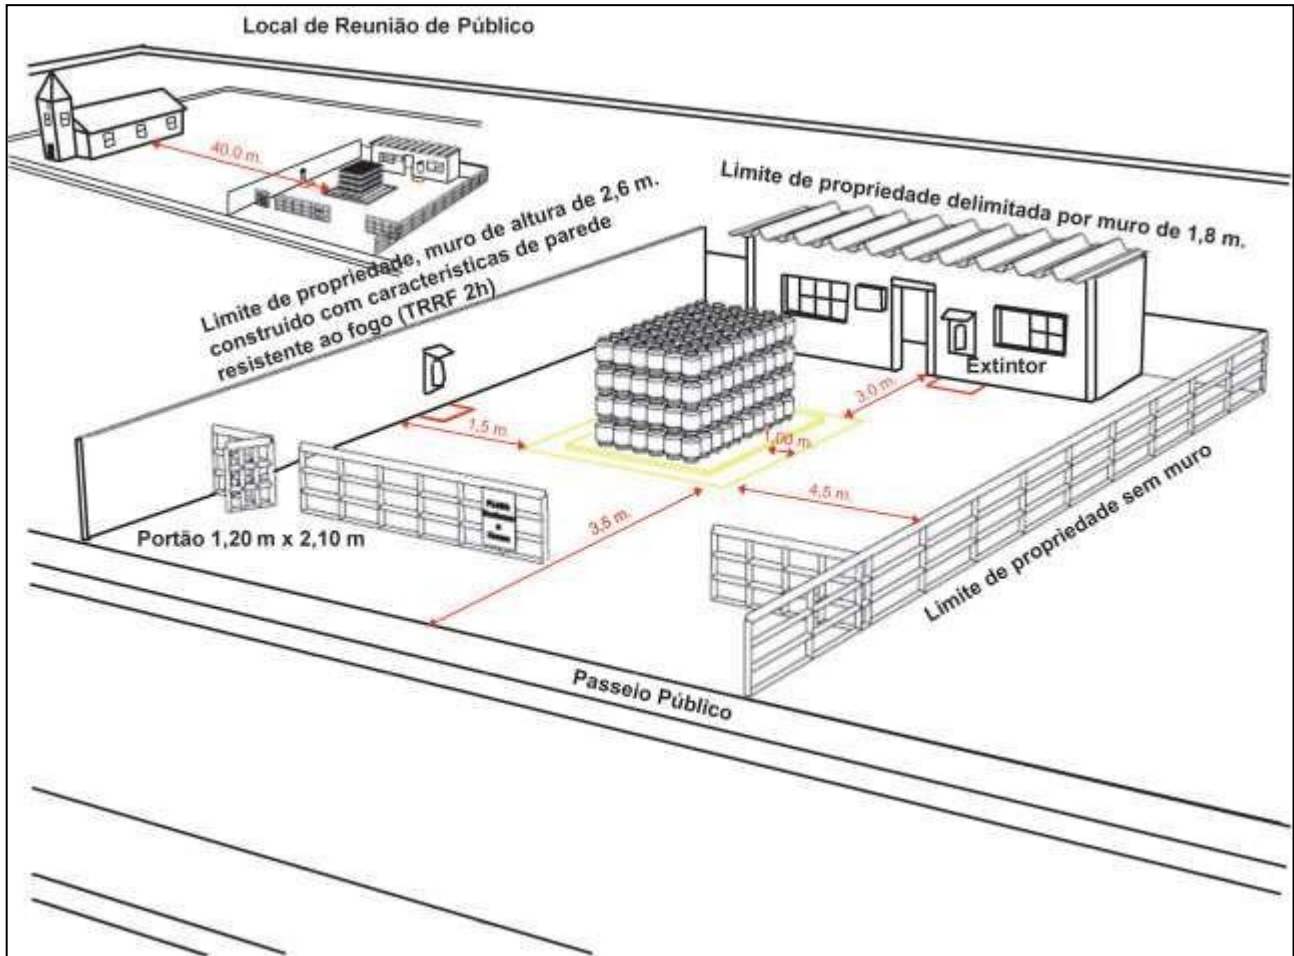 Local de Reunião de Público
40,0 m.
Limite de propriedade delimitada por muro de 1,8 m.
Limite de propriedade, muro de altura de 2,6 m.
construido com caracteristicas de parede
resistente ao fogo (TRRF 2h)
Extintor
3,0 m.
1,5 m.
1,00 m.
4,5 m.
3,5 m.
Portão 1,20 m x 2,10 m
Limite de propriedade sem muro
Passeio Público